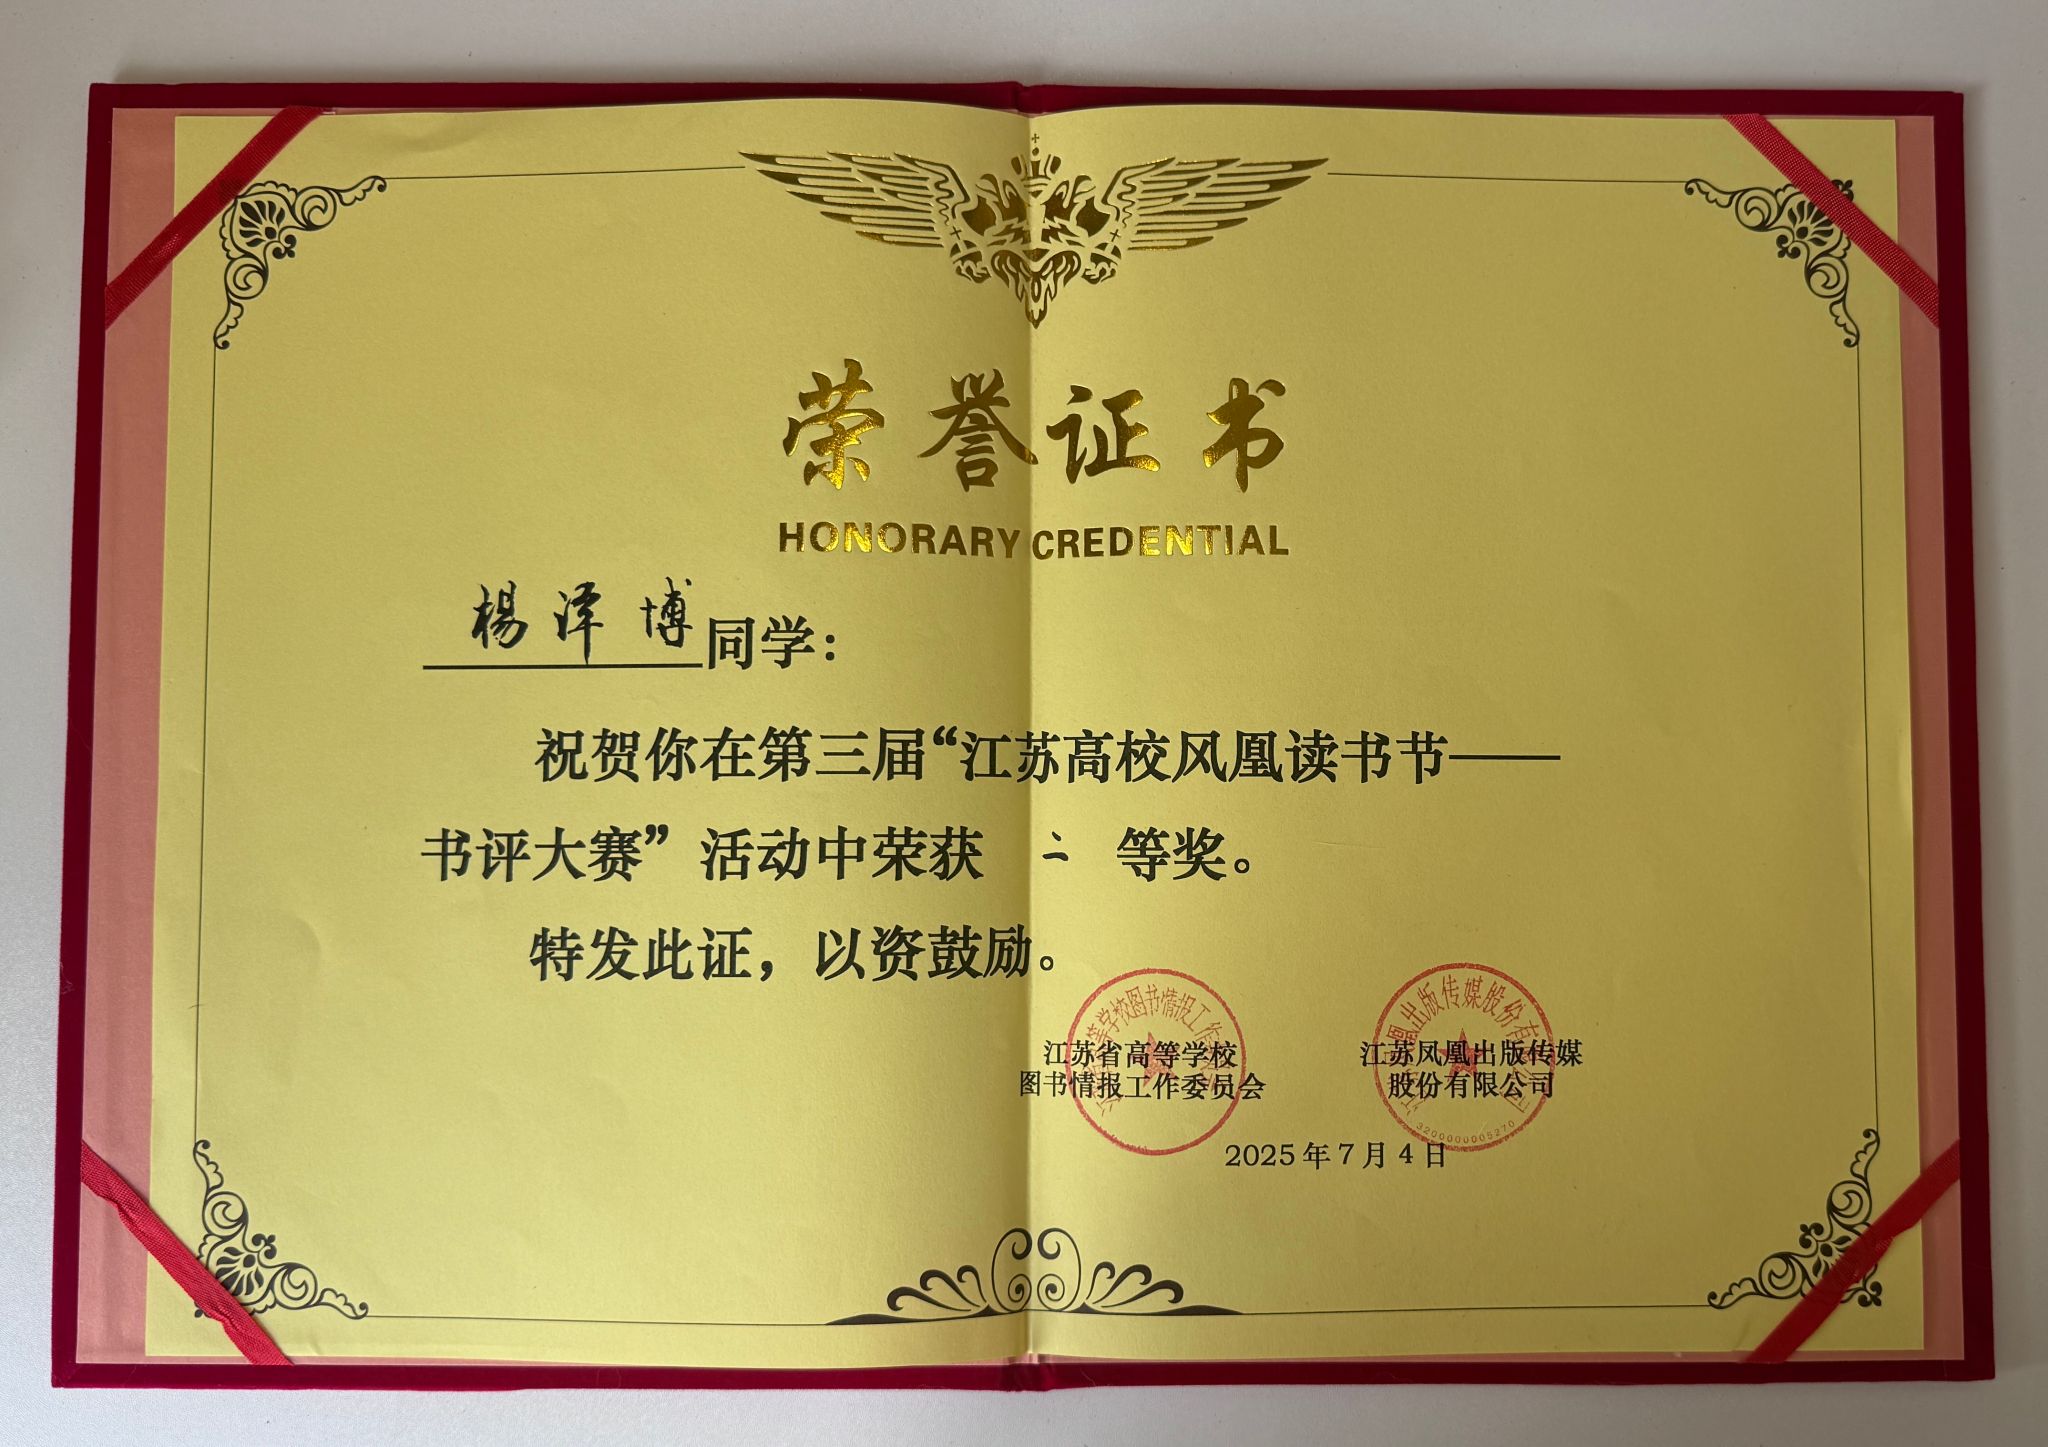 荣誉证书
HONORARY CREDENTIAL
楊泽博同学：
祝贺你在第三届“江苏高校凤凰读书节——
书评大赛”活动中荣获 二 等奖。
特发此证，以资鼓励。
江苏省高等学校
图书情报工作委员会
江苏凤凰出版传媒
股份有限公司
2025年7月4日
3200000005270